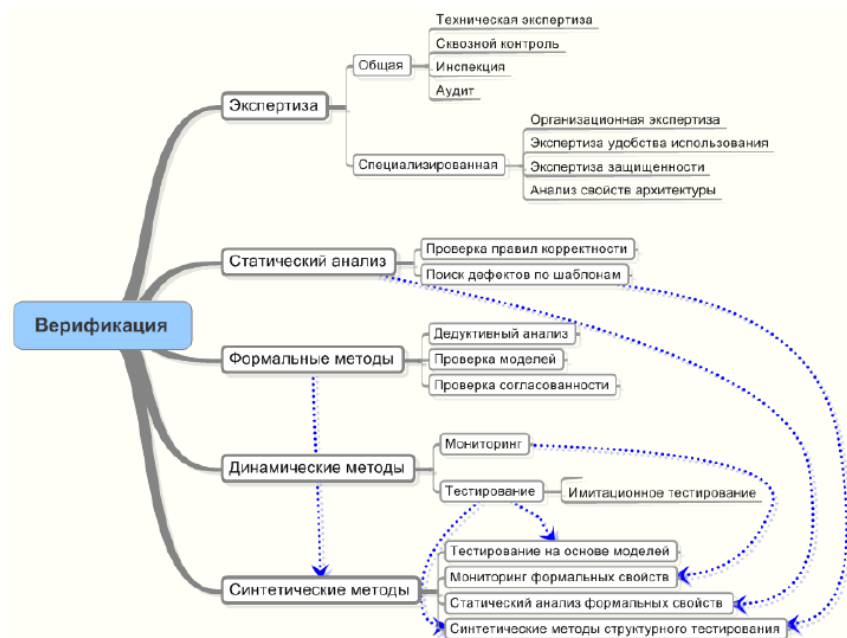 Техническая экспертиза
Сквозной контроль
Общая
Инспекция
Аудит
Экспертиза
Организационная экспертиза
Экспертиза удобства использования
Специализированная
Экспертиза защищенности
Анализ свойств архитектуры
Проверка правил корректности
Статический анализ
Поиск дефектов по шаблонам
Верификация
Дедуктивный анализ
Формальные методы
Проверка моделей
Проверка согласованности
Мониторинг
Динамические методы
Тестирование
Имитационное тестирование
Тестирование на основе моделей
Мониторинг формальных свойств
Синтетические методы
Статический анализ формальных свойств
Синтетические методы структурного тестирования